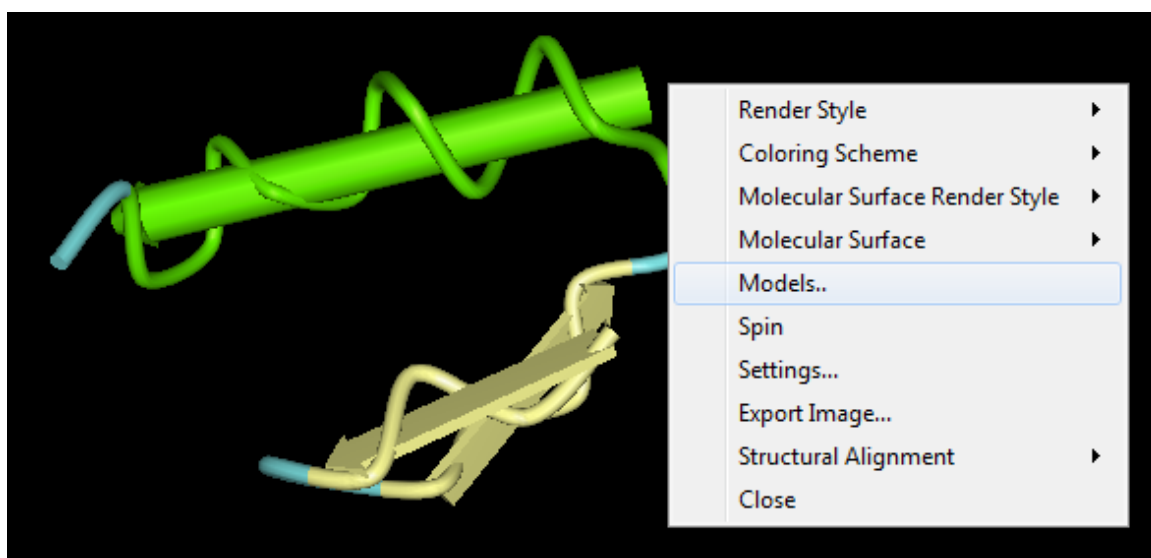 Render Style
Coloring Scheme
Molecular Surface Render Style
Molecular Surface
Models..
Spin
Settings...
Export Image...
Structural Alignment
Close